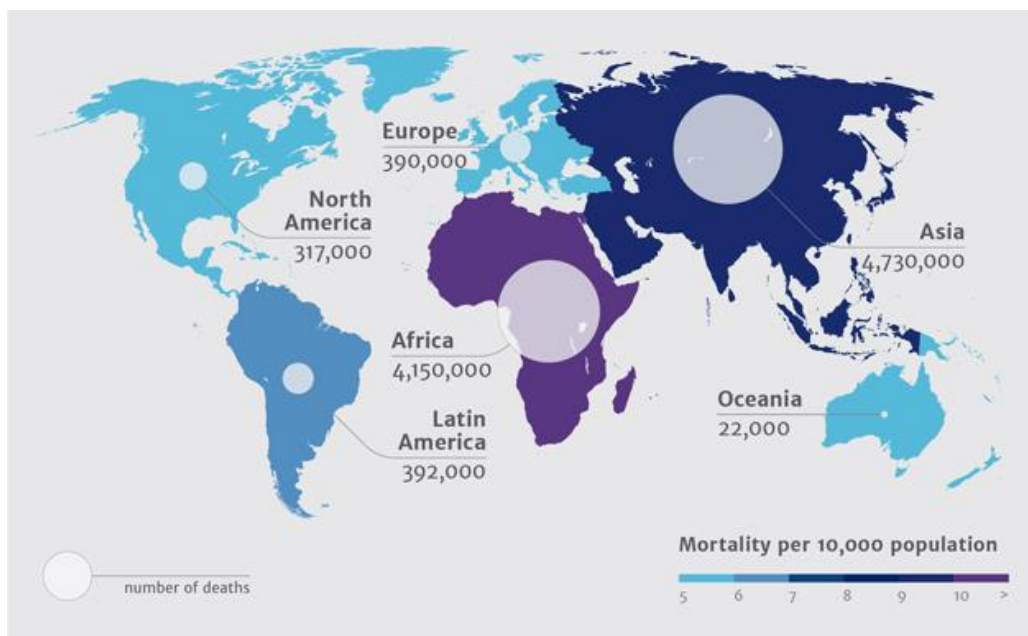 Europe
390,000
North
America
317,000
Asia
4,730,000
Africa
4,150,000
Oceania
22,000
Latin
America
392,000
Mortality per 10,000 population
number of deaths
5 6 7 8 9 10 >